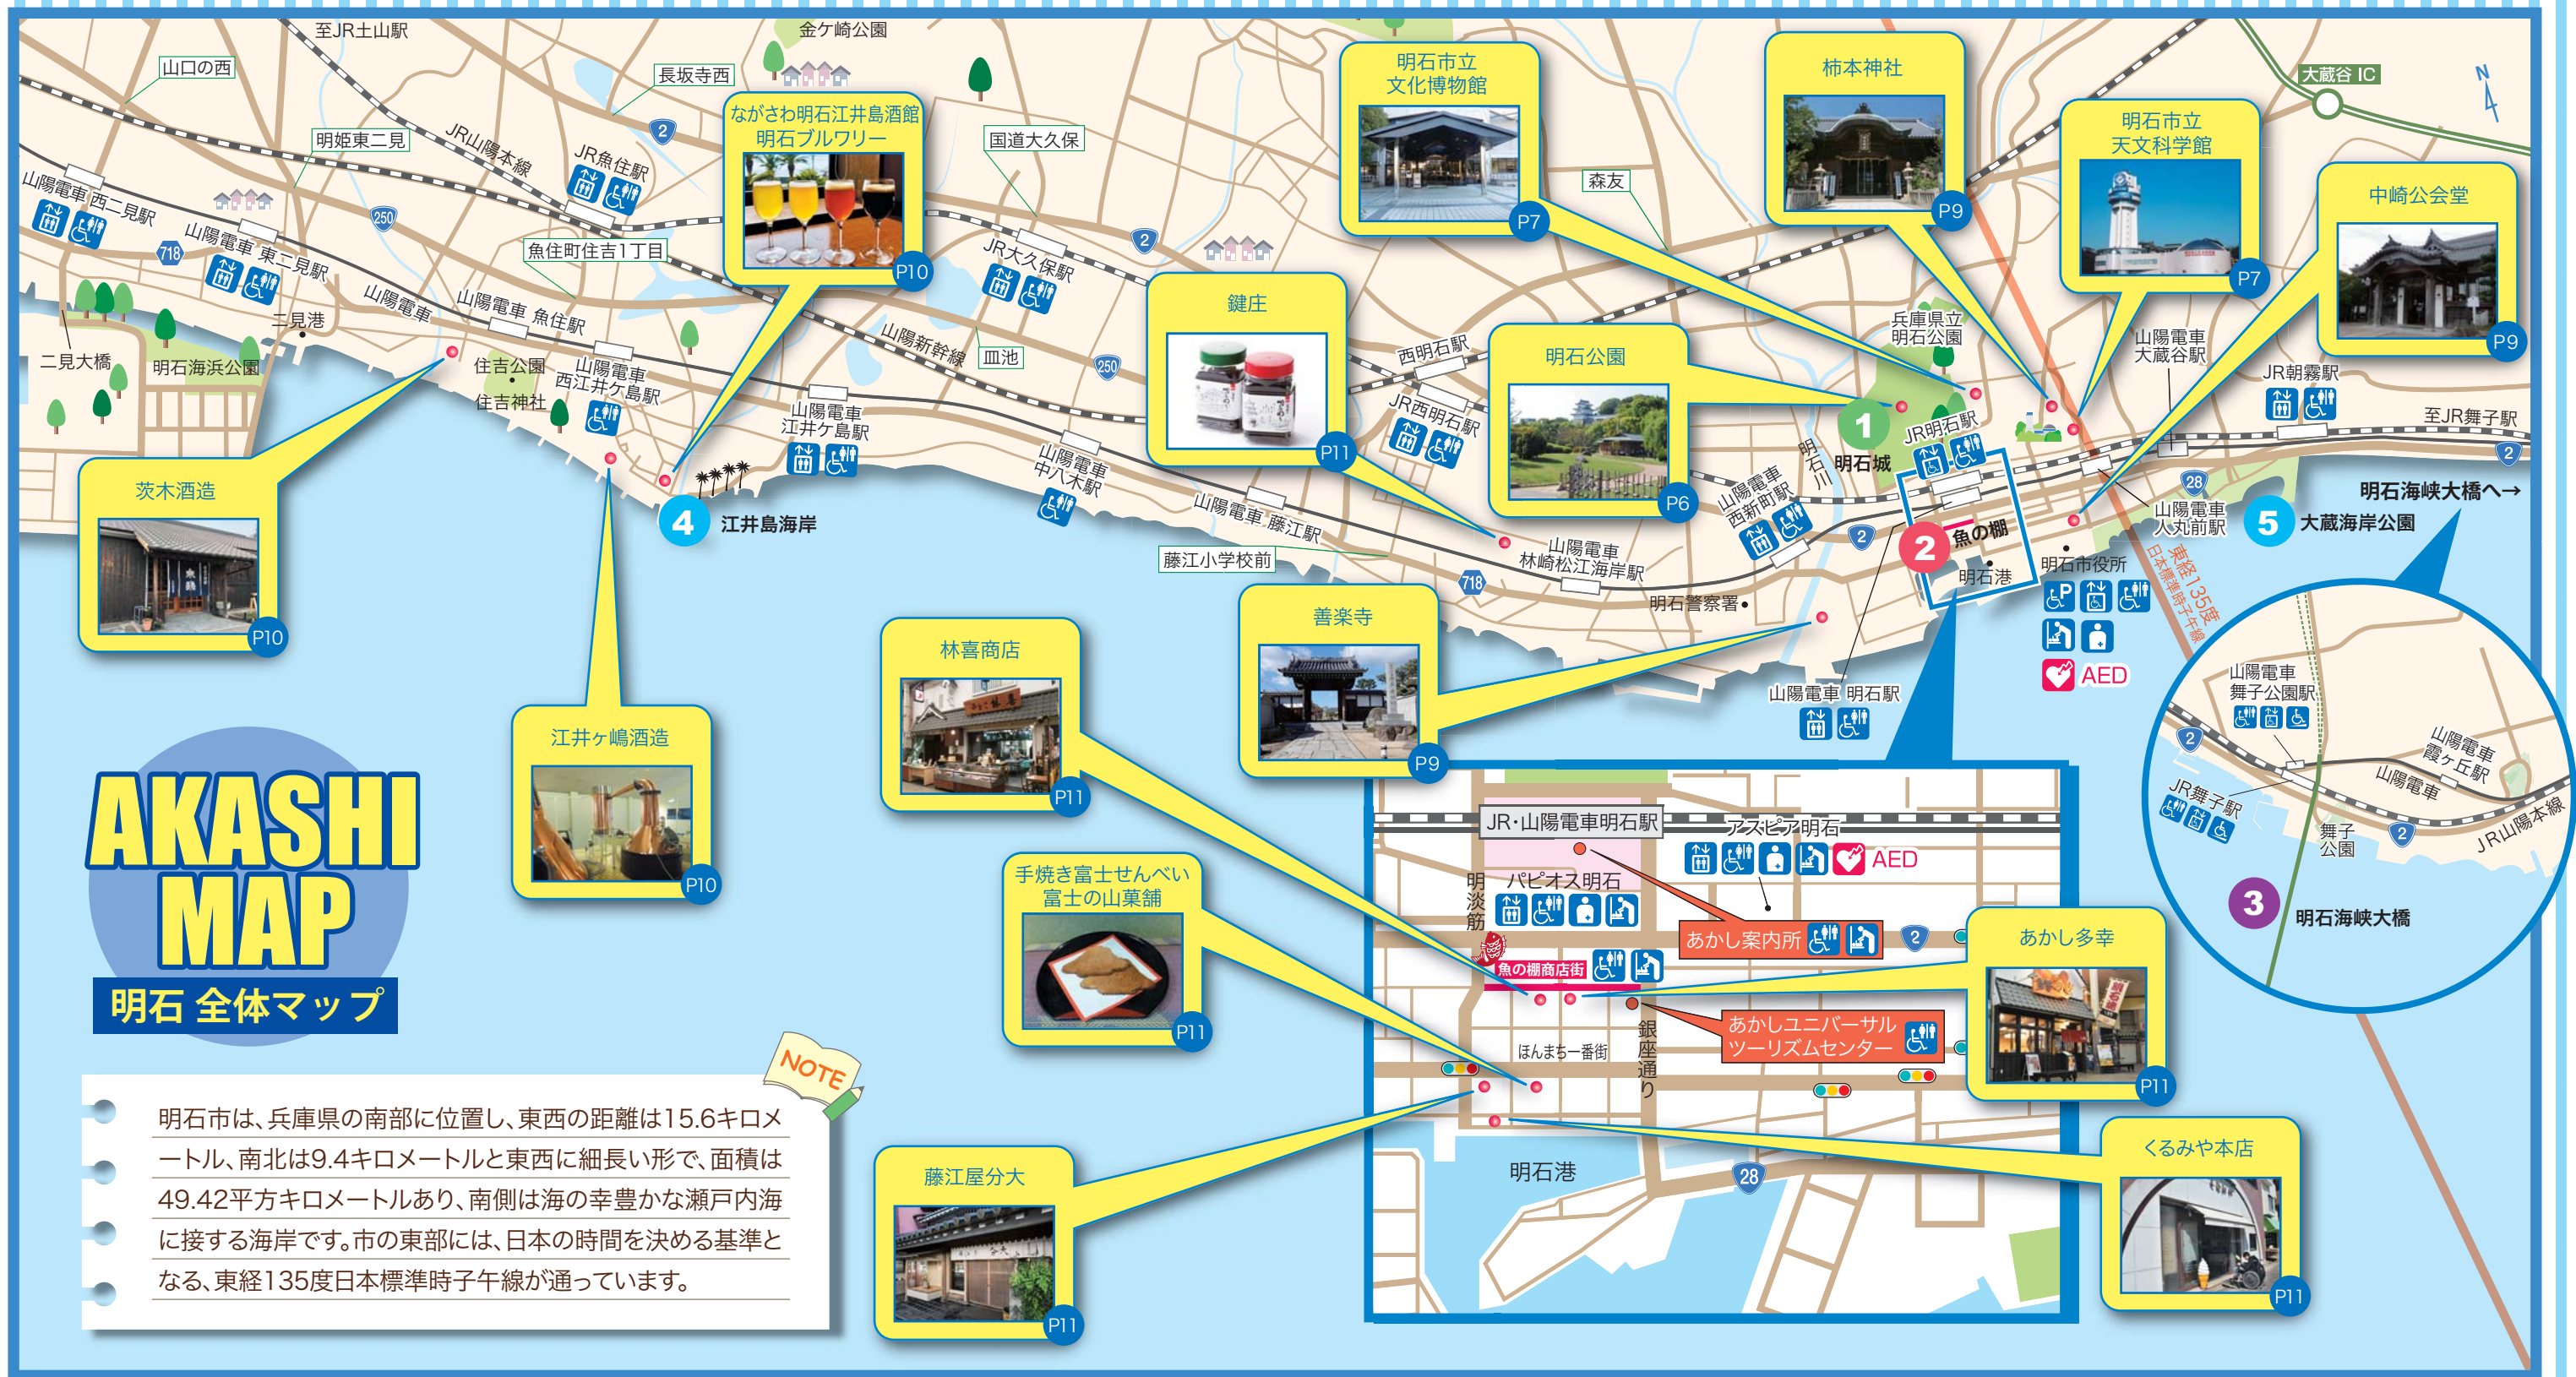 至JR土山駅
金ケ崎公園
山口の西
長坂寺西
明姫東二見
JR山陽本線
2
JR魚住駅
国道大久保
山陽電車 西二見駅
250
718
山陽電車 東二見駅
魚住町住吉1丁目
山陽電車
山陽電車 魚住駅
二見港
二見大橋
明石海浜公園
住吉公園
住吉神社
山陽電車
西江井ケ島駅
JR大久保駅
2
山陽新幹線
皿池
250
山陽電車
江井ケ島駅
山陽電車
中八木駅
山陽電車 藤江駅
藤江小学校前
718
森友
西明石駅
JR西明石駅
山陽電車
林崎松江海岸駅
明石警察署
山陽電車
西新町駅
明石川
2
兵庫県立
明石公園
1
明石城
JR明石駅
2
魚の棚
明石港
明石市役所
P
AED
山陽電車 明石駅
山陽電車
大蔵谷駅
JR朝霧駅
至JR舞子駅
2
28
山陽電車
人丸前駅
5
大蔵海岸公園
明石海峡大橋へ→
東経135度
日本標準時子午線
大蔵谷 IC
N
4
江井島海岸
ながさわ明石江井島酒館
明石ブルワリー
P10
明石市立
文化博物館
P7
柿本神社
P9
明石市立
天文科学館
P7
中崎公会堂
P9
鍵庄
P11
明石公園
P6
茨木酒造
P10
江井ヶ嶋酒造
P10
林喜商店
P11
善楽寺
P9
手焼き富士せんべい
富士の山菓舗
P11
藤江屋分大
P11
あかし多幸
P11
くるみや本店
P11
山陽電車
舞子公園駅
2
山陽電車
霞ヶ丘駅
山陽電車
JR舞子駅
舞子
公園
2
JR山陽本線
3
明石海峡大橋
JR・山陽電車明石駅
アスピア明石
AED
明淡筋
パピオス明石
あかし案内所
2
魚の棚商店街
あかしユニバーサル
ツーリズムセンター
銀座通り
ほんまち一番街
明石港
28
AKASHI
MAP
明石 全体マップ
NOTE
明石市は、兵庫県の南部に位置し、東西の距離は15.6キロメ
ートル、南北は9.4キロメートルと東西に細長い形で、面積は
49.42平方キロメートルあり、南側は海の幸豊かな瀬戸内海
に接する海岸です。市の東部には、日本の時間を決める基準と
なる、東経135度日本標準時子午線が通っています。